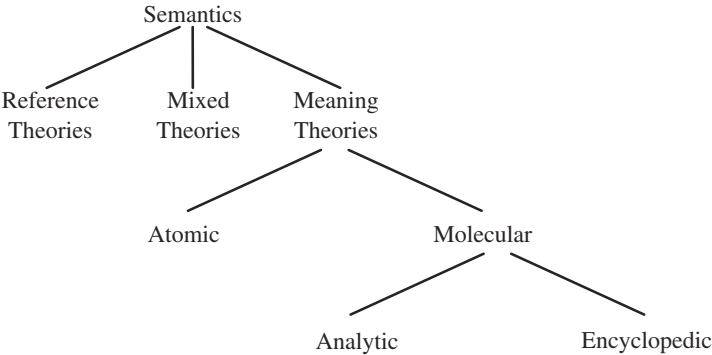 Semantics
Reference Mixed Meaning
Theories Theories Theories
Atomic Molecular
Analytic Encyclopedic